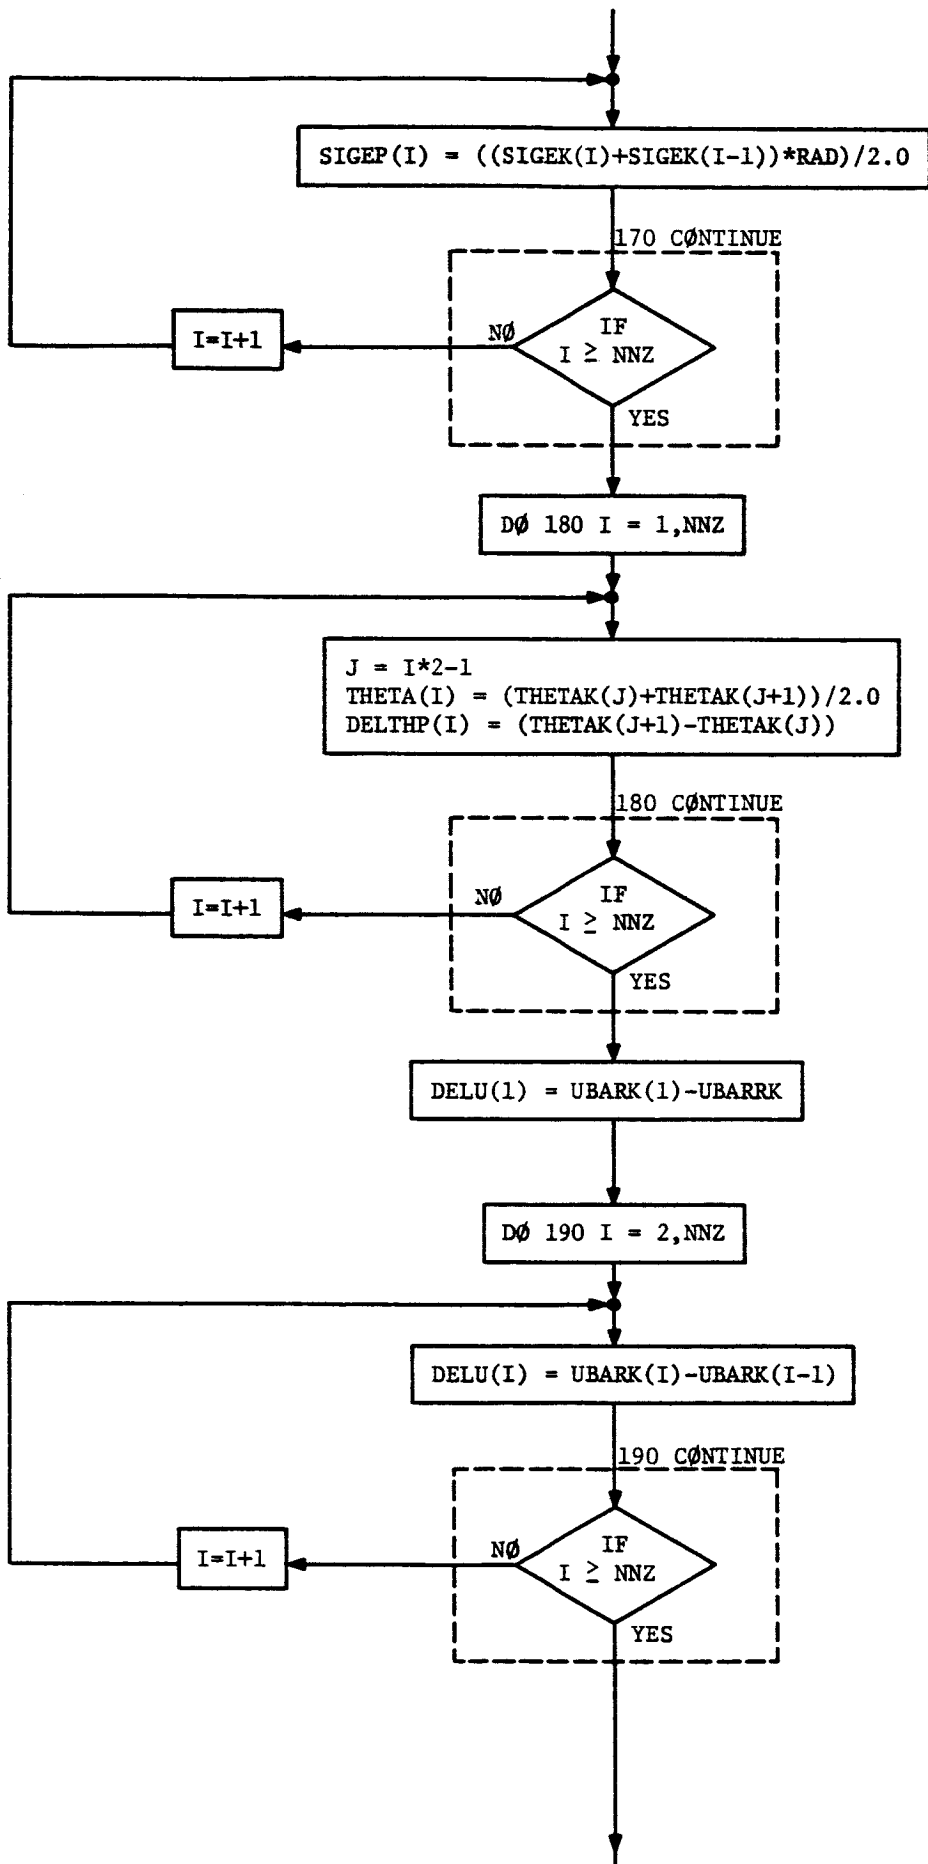 SIGEP(I) = ((SIGEK(I)+SIGEK(I-1))*RAD)/2.0
170 CØNTINUE
IF
I ≥ NNZ
NØ
I=I+1
YES
DØ 180 I = 1,NNZ
J = I*2-1
THETA(I) = (THETAK(J)+THETAK(J+1))/2.0
DELTHP(I) = (THETAK(J+1)-THETAK(J))
180 CØNTINUE
IF
I ≥ NNZ
NØ
I=I+1
YES
DELU(1) = UBARK(1)-UBARRK
DØ 190 I = 2,NNZ
DELU(I) = UBARK(I)-UBARK(I-1)
190 CØNTINUE
IF
I ≥ NNZ
NØ
I=I+1
YES